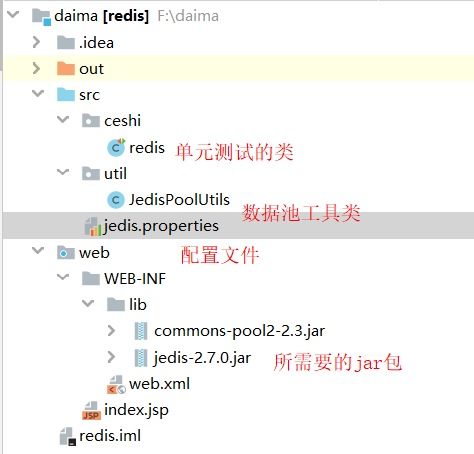 daima [redis] F:\daima
.idea
out
src
ceshi
redis 单元测试的类
util
JedisPoolUtils
数据池工具类
jedis.properties
web 配置文件
WEB-INF
lib
commons-pool2-2.3.jar
jedis-2.7.0.jar 所需要的jar包
web.xml
index.jsp
redis.iml